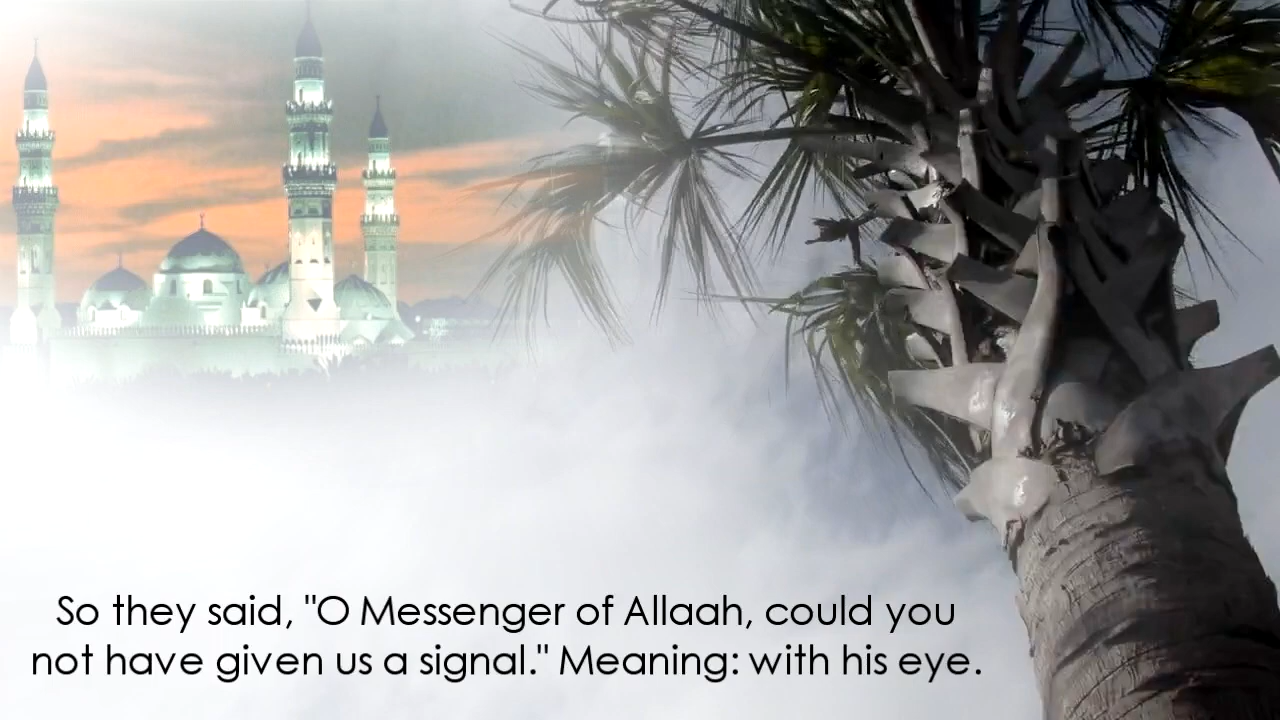 So they said, "O Messenger of Allaah, could you
not have given us a signal." Meaning: with his eye.